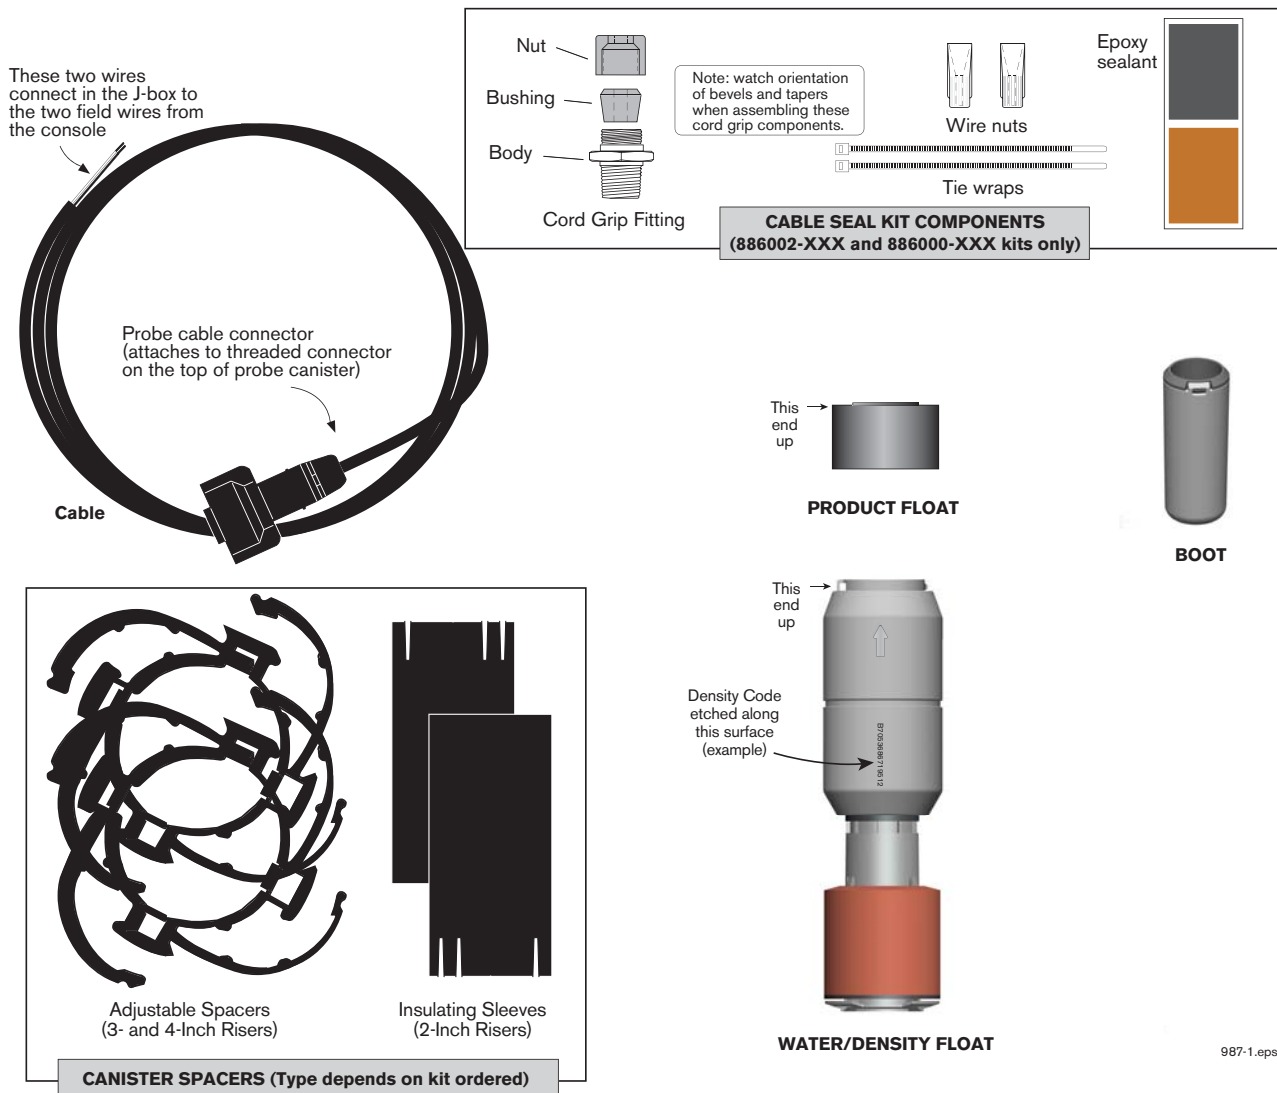 These two wires
connect in the J-box to
the two field wires from
the console
Nut
Bushing
Body
Cord Grip Fitting
Note: watch orientation
of bevels and tapers
when assembling these
cord grip components.
Wire nuts
Tie wraps
Epoxy
sealant
CABLE SEAL KIT COMPONENTS
(886002-XXX and 886000-XXX kits only)
Probe cable connector
(attaches to threaded connector
on the top of probe canister)
Cable
This
end
up
PRODUCT FLOAT
BOOT
This
end
up
Density Code
etched along
this surface
(example)
WATER/DENSITY FLOAT
Adjustable Spacers
(3- and 4-Inch Risers)
Insulating Sleeves
(2-Inch Risers)
CANISTER SPACERS (Type depends on kit ordered)
987-1.eps